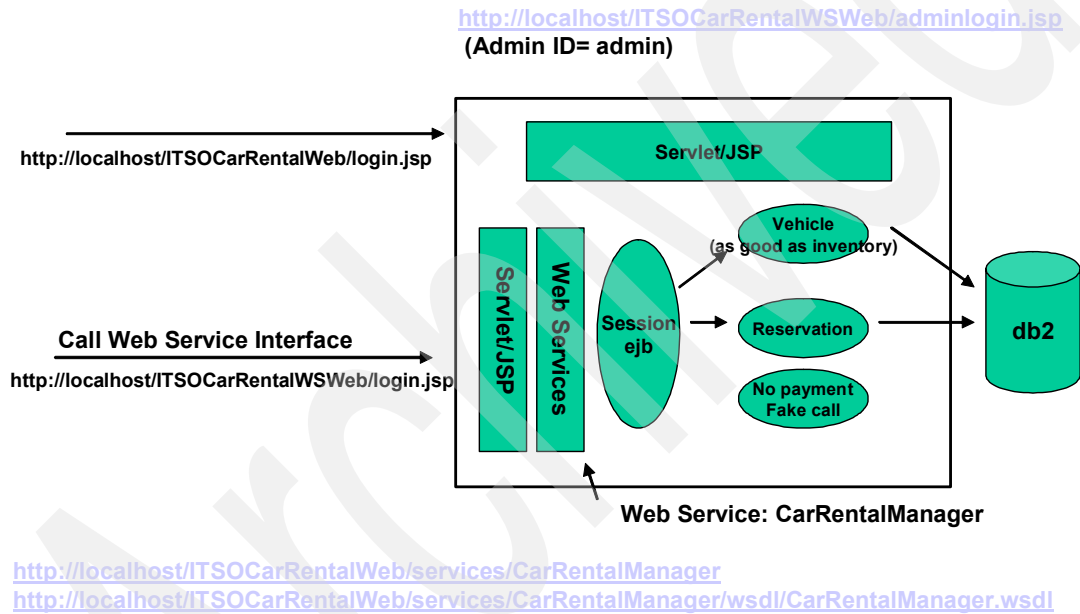 http://localhost/ITSOCarRentalWSWeb/adminlogin.jsp
(Admin ID= admin)
http://localhost/ITSOCarRentalWeb/login.jsp
Servlet/JSP
Vehicle
(as good as inventory)
Servlet/JSP
Web Services
Session
ejb
Reservation
db2
Call Web Service Interface
http://localhost/ITSOCarRentalWSWeb/login.jsp
No payment
Fake call
Web Service: CarRentalManager
http://localhost/ITSOCarRentalWeb/services/CarRentalManager
http://localhost/ITSOCarRentalWeb/services/CarRentalManager/wsdl/CarRentalManager.wsdl
Archived